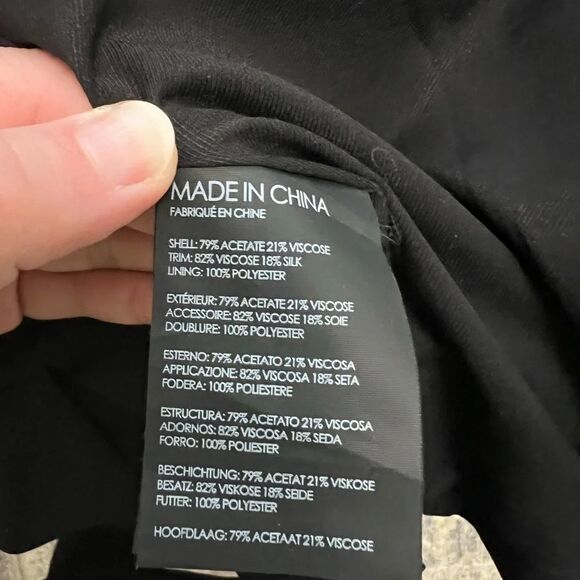 MADE IN CHINA
FABRIQUÉ EN CHINE
SHELL: 79% ACETATE 21% VISCOSE
TRIM: 82% VISCOSE 18% SILK
LINING: 100% POLYESTER
EXTÉRIEUR: 79% ACETATE 21% VISCOSE
ACCESSOIRE: 82% VISCOSE 18% SOIE
DOUBLURE: 100% POLYESTER
ESTERNO: 79% ACETATO 21% VISCOSA
APPLICAZIONE: 82% VISCOSA 18% SETA
FODERA: 100% POLIESTERE
ESTRUCTURA: 79% ACETATO 21% VISCOSA
ADORNOS: 82% VISCOSA 18% SEDA
FORRO: 100% POLIESTER
BESCHICHTUNG: 79% ACETAT 21% VISKOSE
BESATZ: 82% VISKOSE 18% SEIDE
FUTTER: 100% POLYESTER
HOOFDLAAG: 79% ACETAAT 21% VISCOSE